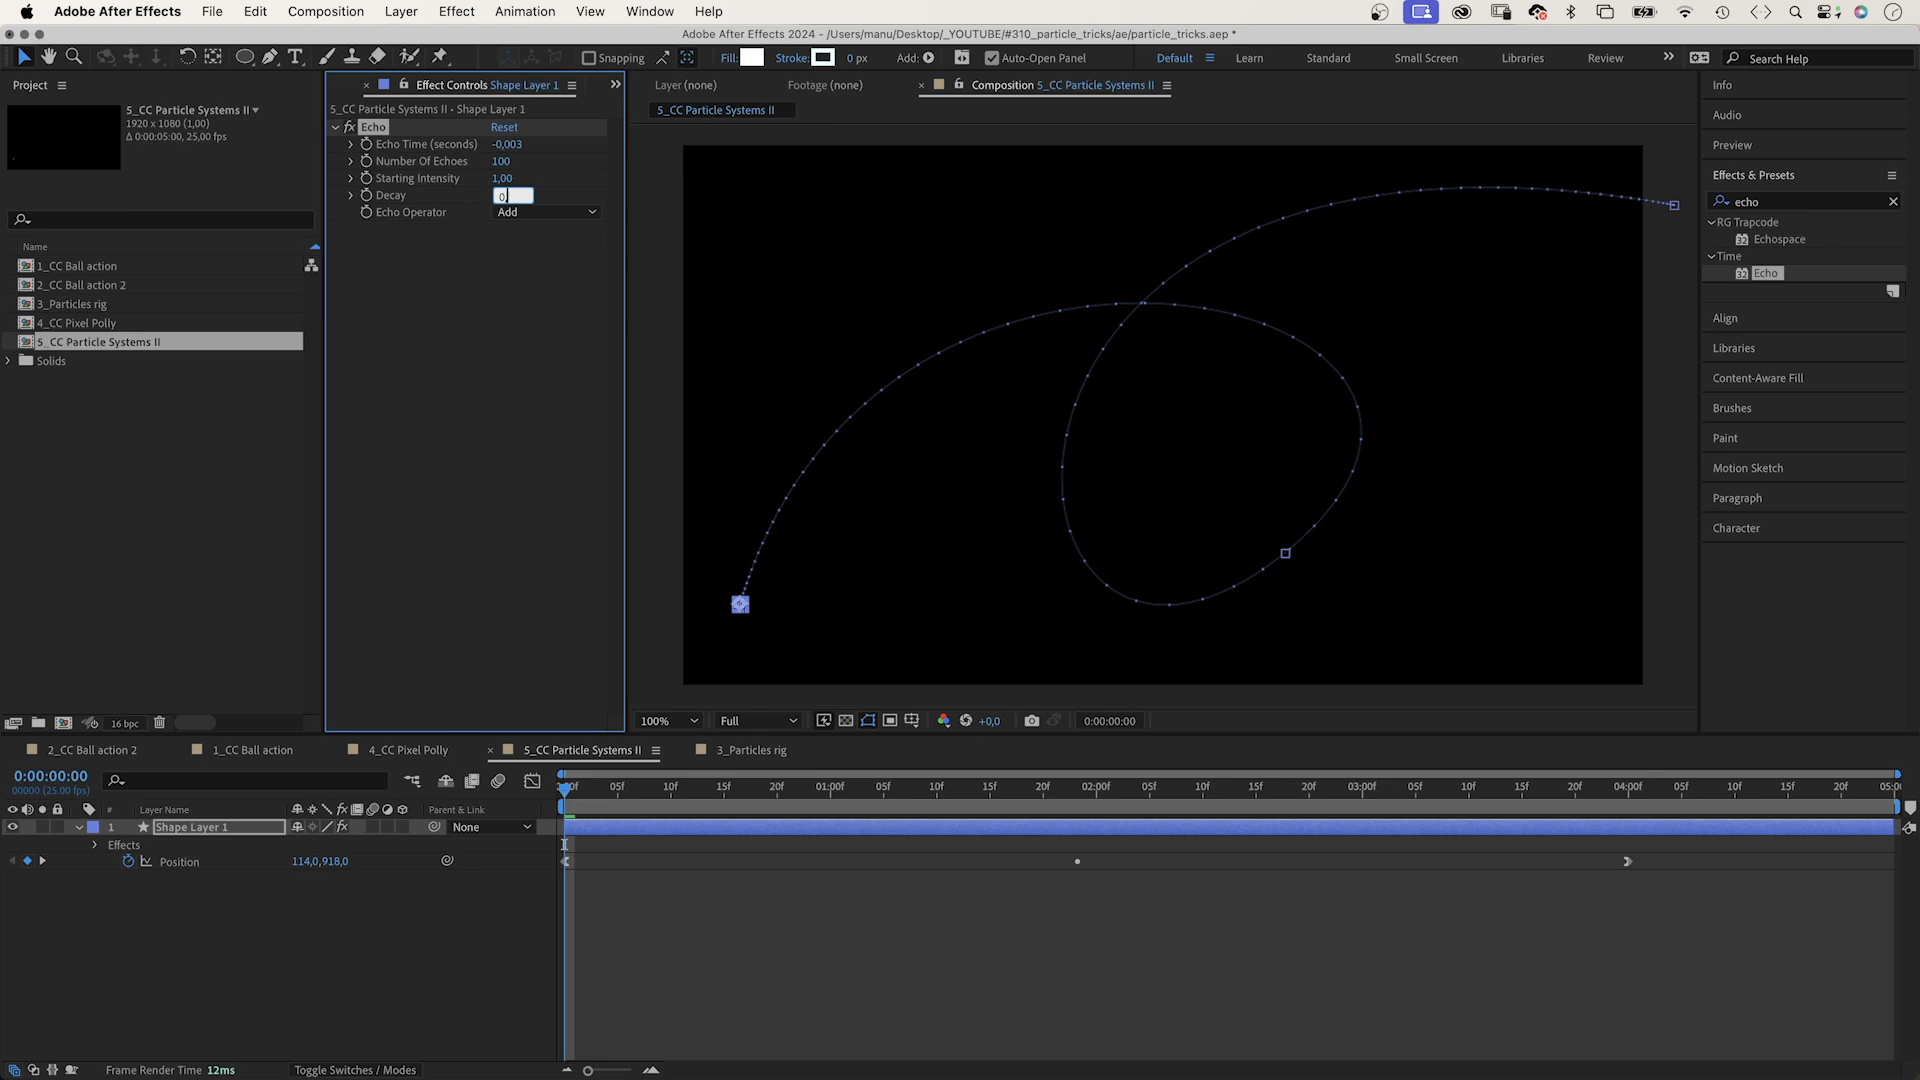 Adobe After Effects File Edit Composition Layer Effect Animation View Window Help
Adobe After Effects 2024 - /Users/manu/Desktop/_YOUTUBE/#310_particle_tricks/ae/particle_tricks.aep *
Snapping Fill: Stroke: 0 px Add: Auto-Open Panel Default Learn Standard Small Screen Libraries Review Search Help
Project
Effect Controls Shape Layer 1
Layer (none) Footage (none) Composition 5_CC Particle Systems II
Info
5_CC Particle Systems II
1920 x 1080 (1,00)
Δ 0:00:05:00, 25,00 fps
5_CC Particle Systems II • Shape Layer 1
5_CC Particle Systems II
Audio
fx Echo Reset
Echo Time (seconds) -0,003
Number Of Echoes 100
Starting Intensity 1,00
Decay 0,
Echo Operator Add
Preview
Effects & Presets
echo
RG Trapcode
32 Echospace
Time
32 Echo
Name
1_CC Ball action
2_CC Ball action 2
3_Particles rig
4_CC Pixel Polly
5_CC Particle Systems II
Solids
Align
Libraries
Content-Aware Fill
Brushes
Paint
Motion Sketch
Paragraph
Character
16 bpc
100% Full +0,0 0:00:00:00
2_CC Ball action 2 1_CC Ball action 4_CC Pixel Polly 5_CC Particle Systems II 3_Particles rig
0:00:00:00
00000 (25.00 fps)
:00f 05f 10f 15f 20f 01:00f 05f 10f 15f 20f 02:00f 05f 10f 15f 20f 03:00f 05f 10f 15f 20f 04:00f 05f 10f 15f 20f 05:00
# Layer Name fx Parent & Link
1 Shape Layer 1 fx None
Effects
Position 114,0,918,0
Frame Render Time 12ms Toggle Switches / Modes